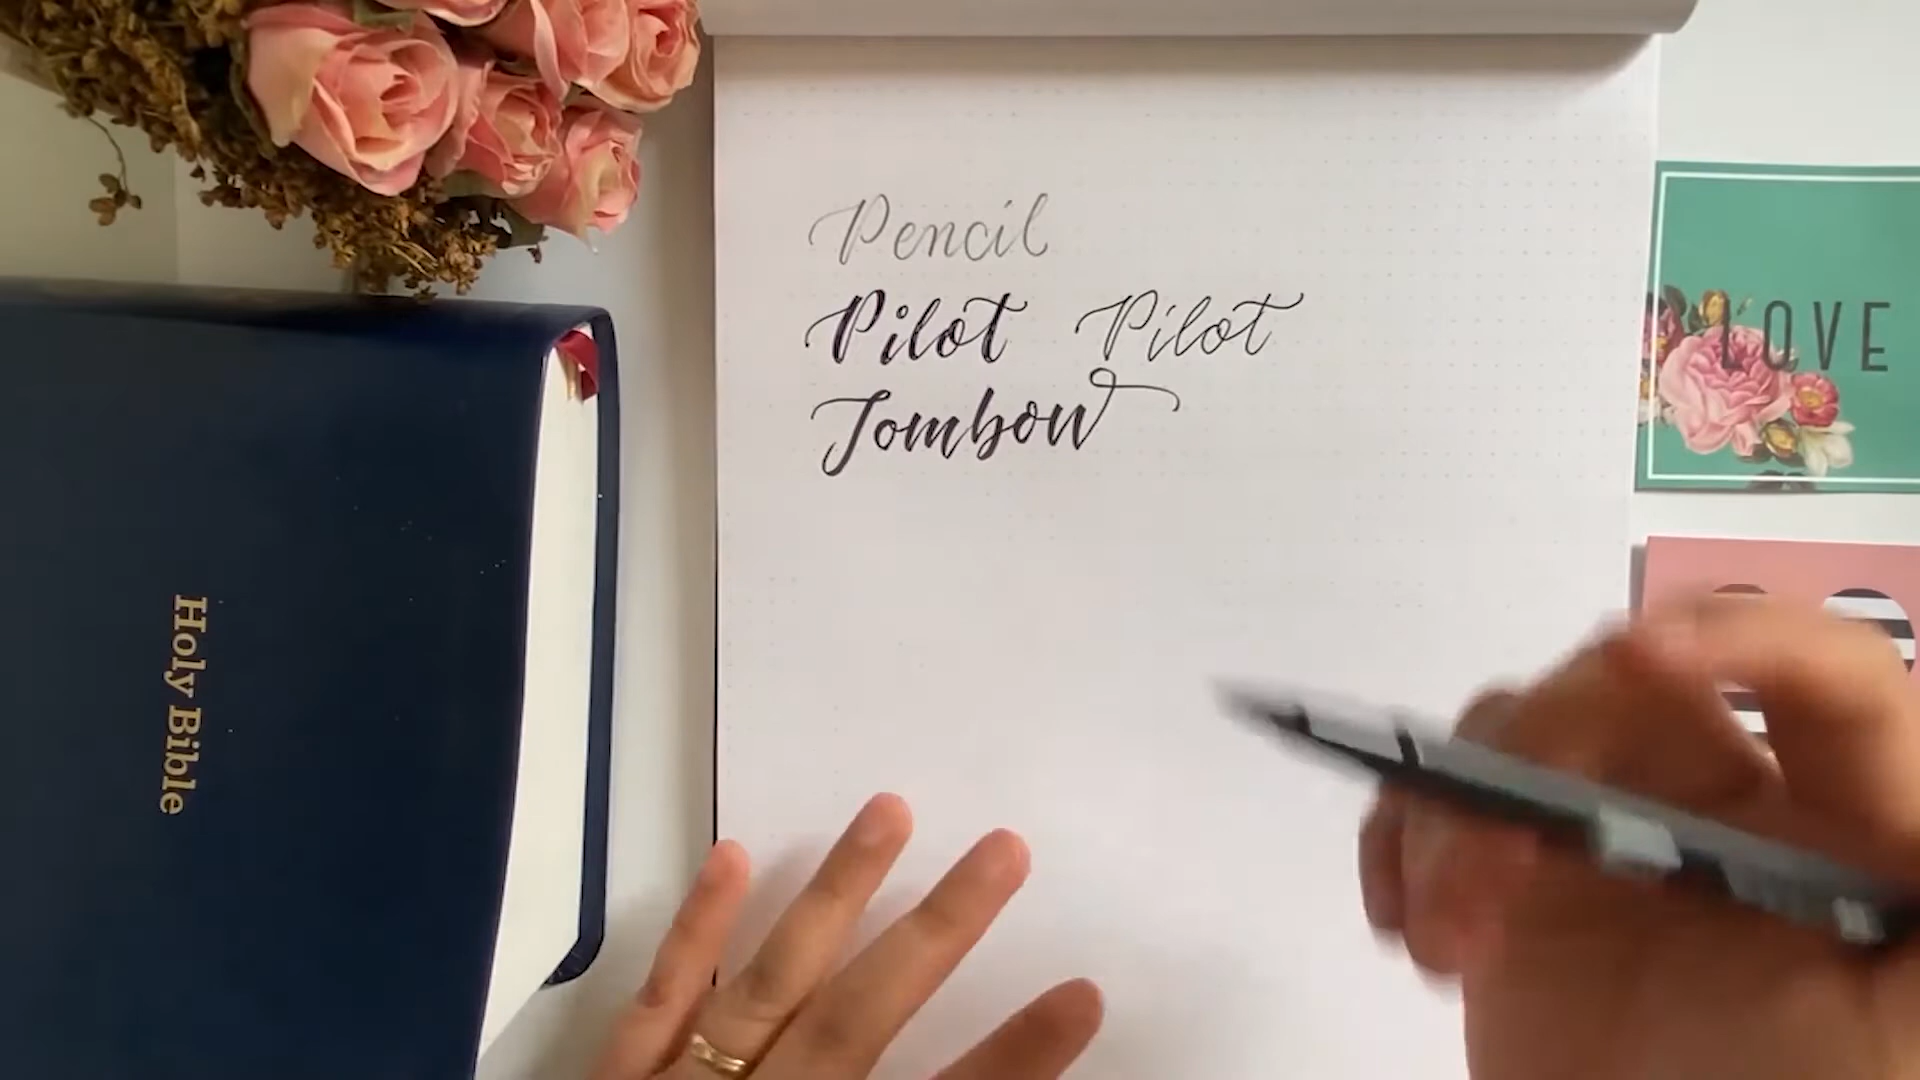 Pencil
Pilot Pilot
Tombow
LOVE
Holy Bible